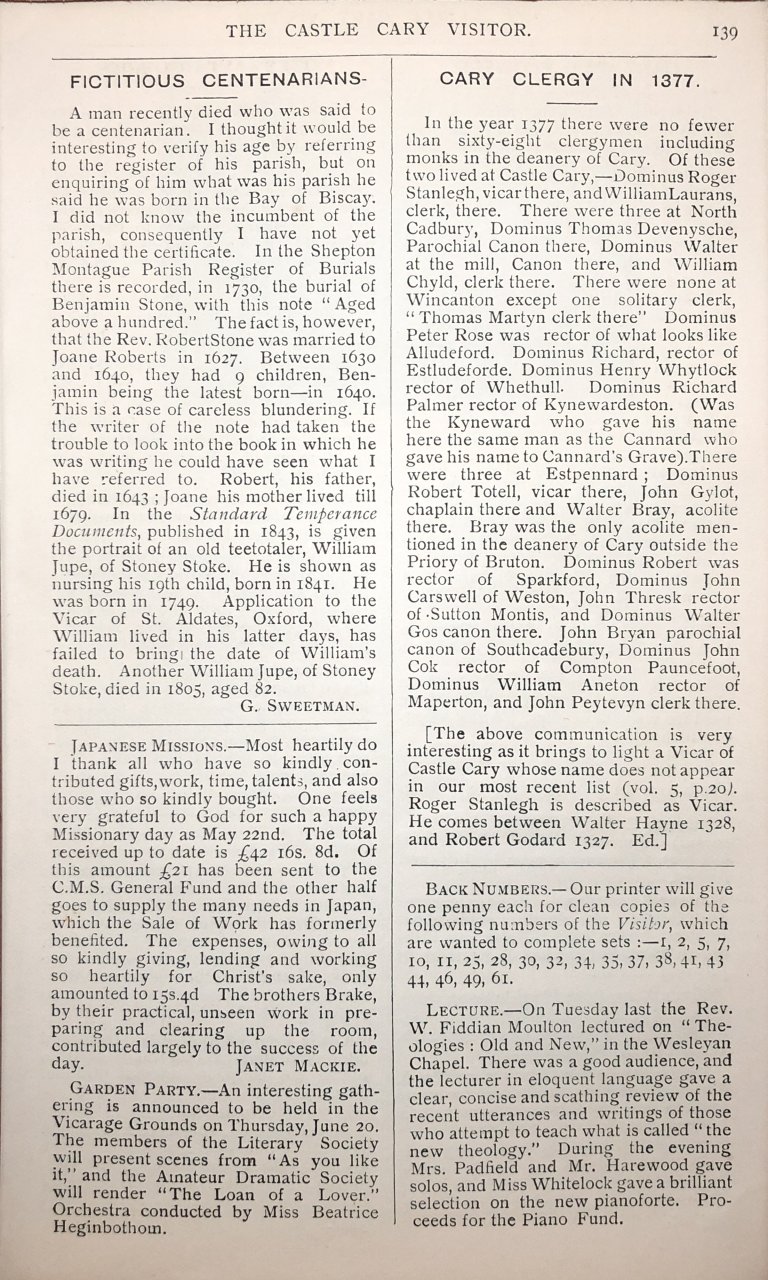 THE CASTLE CARY VISITOR. 139
FICTITIOUS CENTENARIANS-
A man recently died who was said to
be a centenarian. I thought it would be
interesting to verify his age by referring
to the register of his parish, but on
enquiring of him what was his parish he
said he was born in the Bay of Biscay.
I did not know the incumbent of the
parish, consequently I have not yet
obtained the certificate. In the Shepton
Montague Parish Register of Burials
there is recorded, in 1730, the burial of
Benjamin Stone, with this note "Aged
above a hundred." The fact is, however,
that the Rev. RobertStone was married to
Joane Roberts in 1627. Between 1630
and 1640, they had 9 children, Ben-
jamin being the latest born—in 1640.
This is a case of careless blundering. If
the writer of the note had taken the
trouble to look into the book in which he
was writing he could have seen what I
have referred to. Robert, his father,
died in 1643; Joane his mother lived till
1679. In the Standard Temperance
Documents, published in 1843, is given
the portrait of an old teetotaler, William
Jupe, of Stoney Stoke. He is shown as
nursing his 19th child, born in 1841. He
was born in 1749. Application to the
Vicar of St. Aldates, Oxford, where
William lived in his latter days, has
failed to bring the date of William's
death. Another William Jupe, of Stoney
Stoke, died in 1805, aged 82.
G. SWEETMAN.
JAPANESE MISSIONS.—Most heartily do
I thank all who have so kindly con-
tributed gifts,work, time, talents, and also
those who so kindly bought. One feels
very grateful to God for such a happy
Missionary day as May 22nd. The total
received up to date is £42 16s. 8d. Of
this amount £21 has been sent to the
C.M.S. General Fund and the other half
goes to supply the many needs in Japan,
which the Sale of Work has formerly
benefited. The expenses, owing to all
so kindly giving, lending and working
so heartily for Christ's sake, only
amounted to 15s.4d The brothers Brake,
by their practical, unseen work in pre-
paring and clearing up the room,
contributed largely to the success of the
day. JANET MACKIE.
GARDEN PARTY.—An interesting gath-
ering is announced to be held in the
Vicarage Grounds on Thursday, June 20.
The members of the Literary Society
will present scenes from "As you like
it," and the Amateur Dramatic Society
will render "The Loan of a Lover."
Orchestra conducted by Miss Beatrice
Heginbothom.
CARY CLERGY IN 1377.
In the year 1377 there were no fewer
than sixty-eight clergymen including
monks in the deanery of Cary. Of these
two lived at Castle Cary,—Dominus Roger
Stanlegh, vicar there, andWilliamLaurans,
clerk, there. There were three at North
Cadbury, Dominus Thomas Devenysche,
Parochial Canon there, Dominus Walter
at the mill, Canon there, and William
Chyld, clerk there. There were none at
Wincanton except one solitary clerk,
"Thomas Martyn clerk there" Dominus
Peter Rose was rector of what looks like
Alludeford. Dominus Richard, rector of
Estludeforde. Dominus Henry Whytlock
rector of Whethull. Dominus Richard
Palmer rector of Kynewardeston. (Was
the Kyneward who gave his name
here the same man as the Cannard who
gave his name to Cannard's Grave).There
were three at Estpennard; Dominus
Robert Totell, vicar there, John Gylot,
chaplain there and Walter Bray, acolite
there. Bray was the only acolite men-
tioned in the deanery of Cary outside the
Priory of Bruton. Dominus Robert was
rector of Sparkford, Dominus John
Carswell of Weston, John Thresk rector
of Sutton Montis, and Dominus Walter
Gos canon there. John Bryan parochial
canon of Southcadebury, Dominus John
Cok rector of Compton Pauncefoot,
Dominus William Aneton rector of
Maperton, and John Peytevyn clerk there.
[The above communication is very
interesting as it brings to light a Vicar of
Castle Cary whose name does not appear
in our most recent list (vol. 5, p.20).
Roger Stanlegh is described as Vicar.
He comes between Walter Hayne 1328,
and Robert Godard 1327. Ed.]
BACK NUMBERS.—Our printer will give
one penny each for clean copies of the
following numbers of the Visitor, which
are wanted to complete sets :—1, 2, 5, 7,
10, 11, 25, 28, 30, 32, 34, 35, 37, 38, 41, 43
44, 46, 49, 61.
LECTURE.—On Tuesday last the Rev.
W. Fiddian Moulton lectured on "The-
ologies : Old and New," in the Wesleyan
Chapel. There was a good audience, and
the lecturer in eloquent language gave a
clear, concise and scathing review of the
recent utterances and writings of those
who attempt to teach what is called "the
new theology." During the evening
Mrs. Padfield and Mr. Harewood gave
solos, and Miss Whitelock gave a brilliant
selection on the new pianoforte. Pro-
ceeds for the Piano Fund.